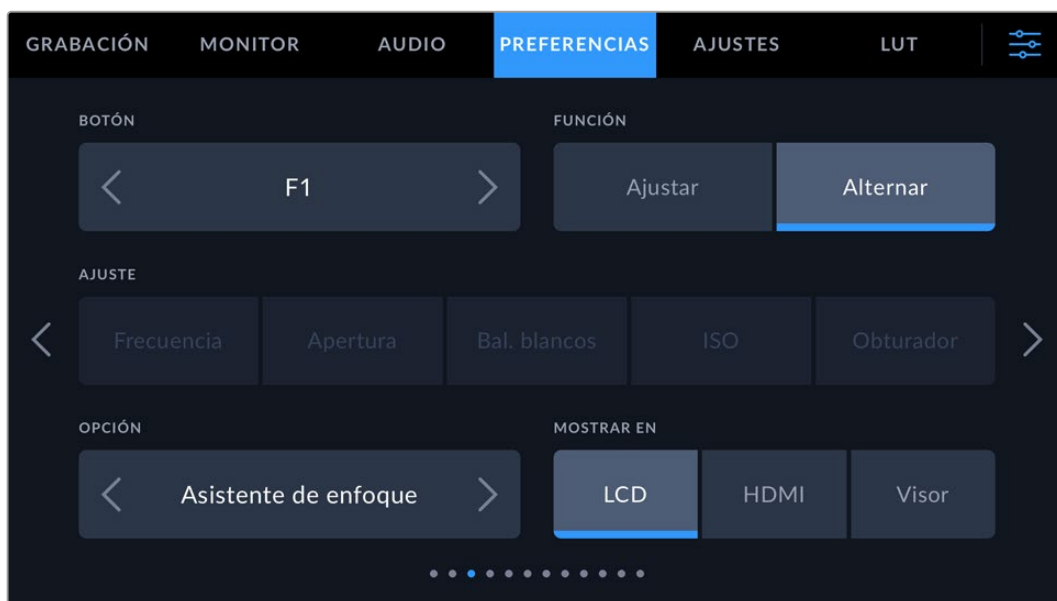 GRABACIÓN MONITOR AUDIO PREFERENCIAS AJUSTES LUT
BOTÓN FUNCIÓN
F1 Ajustar Alternar
AJUSTE
Frecuencia Apertura Bal. blancos ISO Obturador
OPCIÓN MOSTRAR EN
Asistente de enfoque LCD HDMI Visor